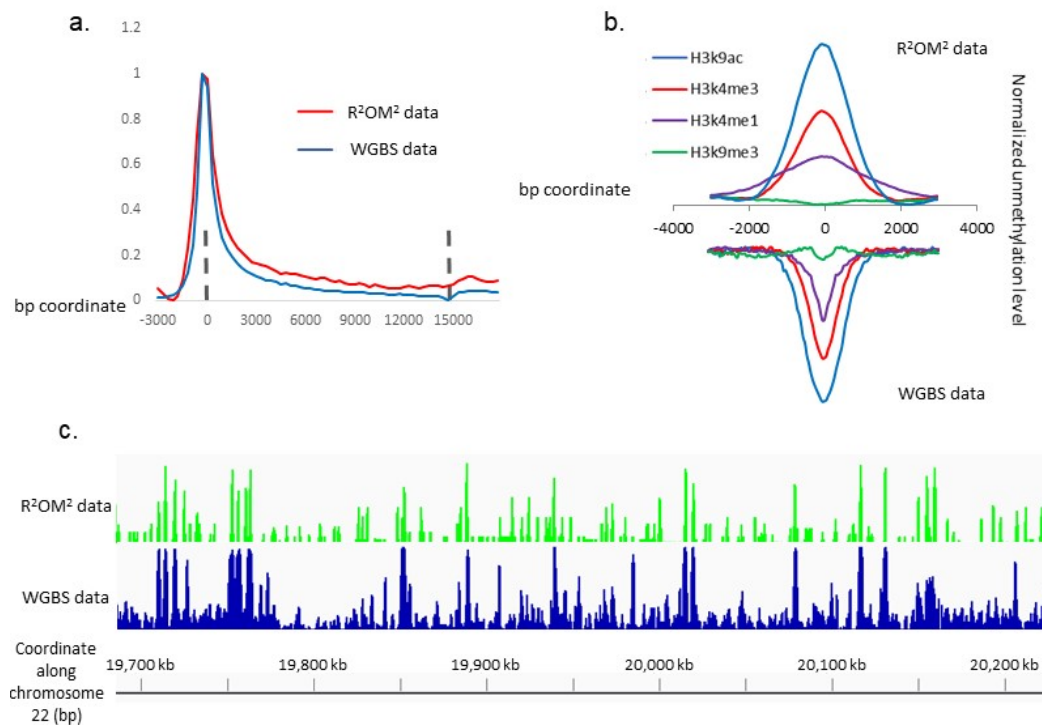 a.
1.2
1
0.8
0.6
0.4
0.2
0
R²OM² data
WGBS data
bp coordinate
-3000 0 3000 6000 9000 12000 15000
b.
R²OM² data
H3k9ac
H3k4me3
H3k4me1
H3k9me3
bp coordinate
-4000 -2000 0 2000 4000
Normalized unmethylation level
WGBS data
c.
R²OM² data
WGBS data
Coordinate along chromosome 22 (bp)
19,700 kb 19,800 kb 19,900 kb 20,000 kb 20,100 kb 20,200 kb